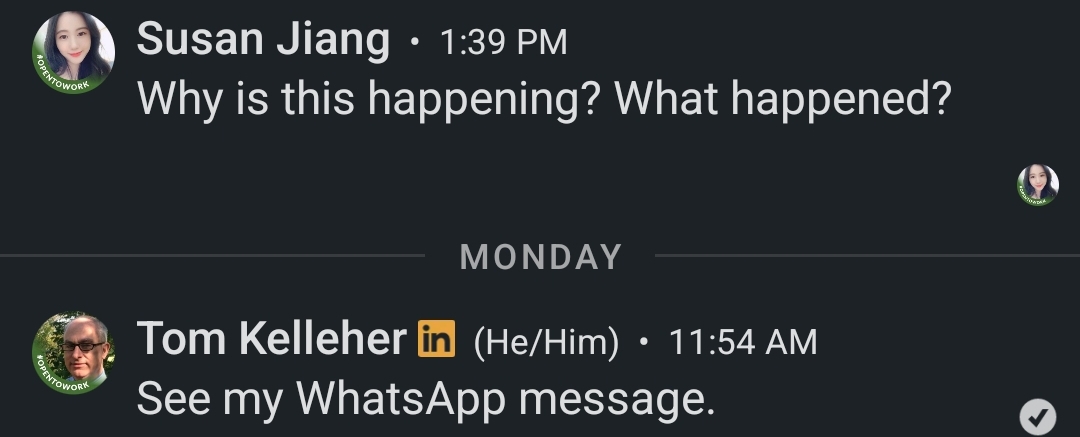 Susan Jiang • 1:39 PM
#OPENTOWORK
Why is this happening? What happened?
MONDAY
Tom Kelleher in (He/Him) • 11:54 AM
#OPENTOWORK
See my WhatsApp message.